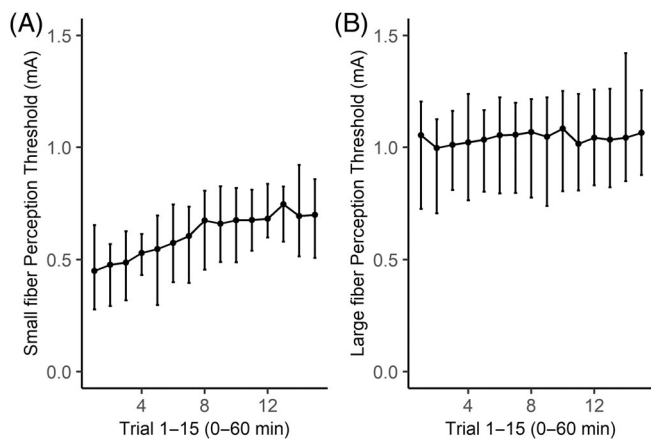 (A)
Small fiber Perception Threshold (mA)
1.5
1.0
0.5
0.0
4
8
12
Trial 1–15 (0–60 min)
(B)
Large fiber Perception Threshold (mA)
1.5
1.0
0.5
0.0
4
8
12
Trial 1–15 (0–60 min)